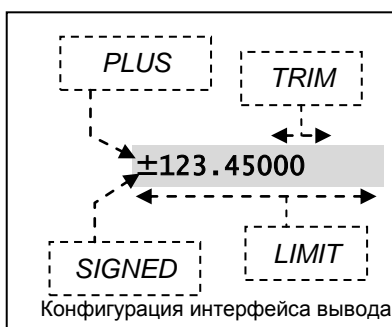 PLUS
TRIM
±123.45000
SIGNED
LIMIT
Конфигурация интерфейса вывода